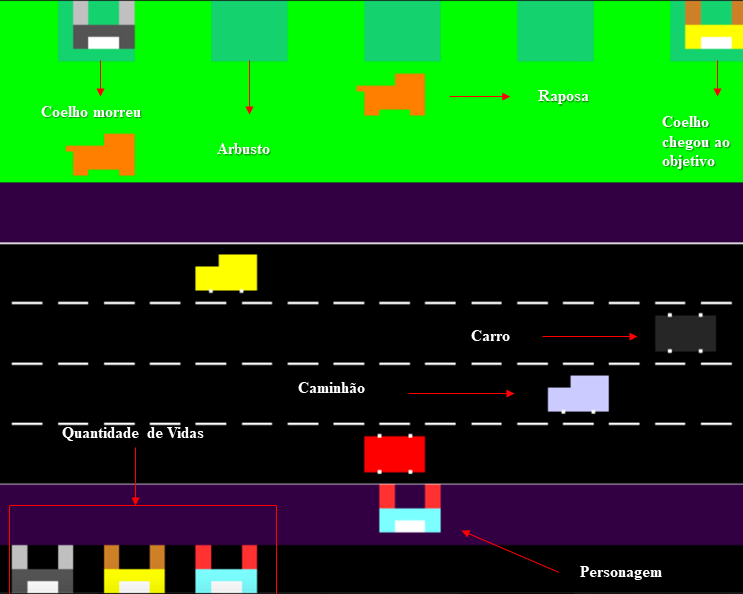 Coelho morreu
Arbusto
Raposa
Coelho
chegou ao
objetivo
Carro
Caminhão
Quantidade de Vidas
Personagem